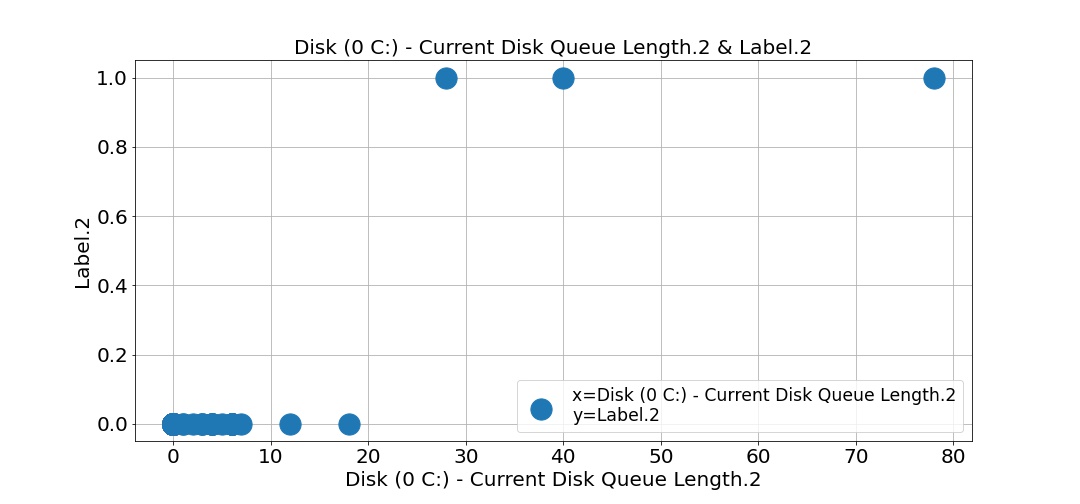 Disk (0 C:) - Current Disk Queue Length.2 & Label.2
1.0
0.8
0.6
0.4
0.2
0.0
Label.2
x=Disk (0 C:) - Current Disk Queue Length.2
y=Label.2
0 10 20 30 40 50 60 70 80
Disk (0 C:) - Current Disk Queue Length.2